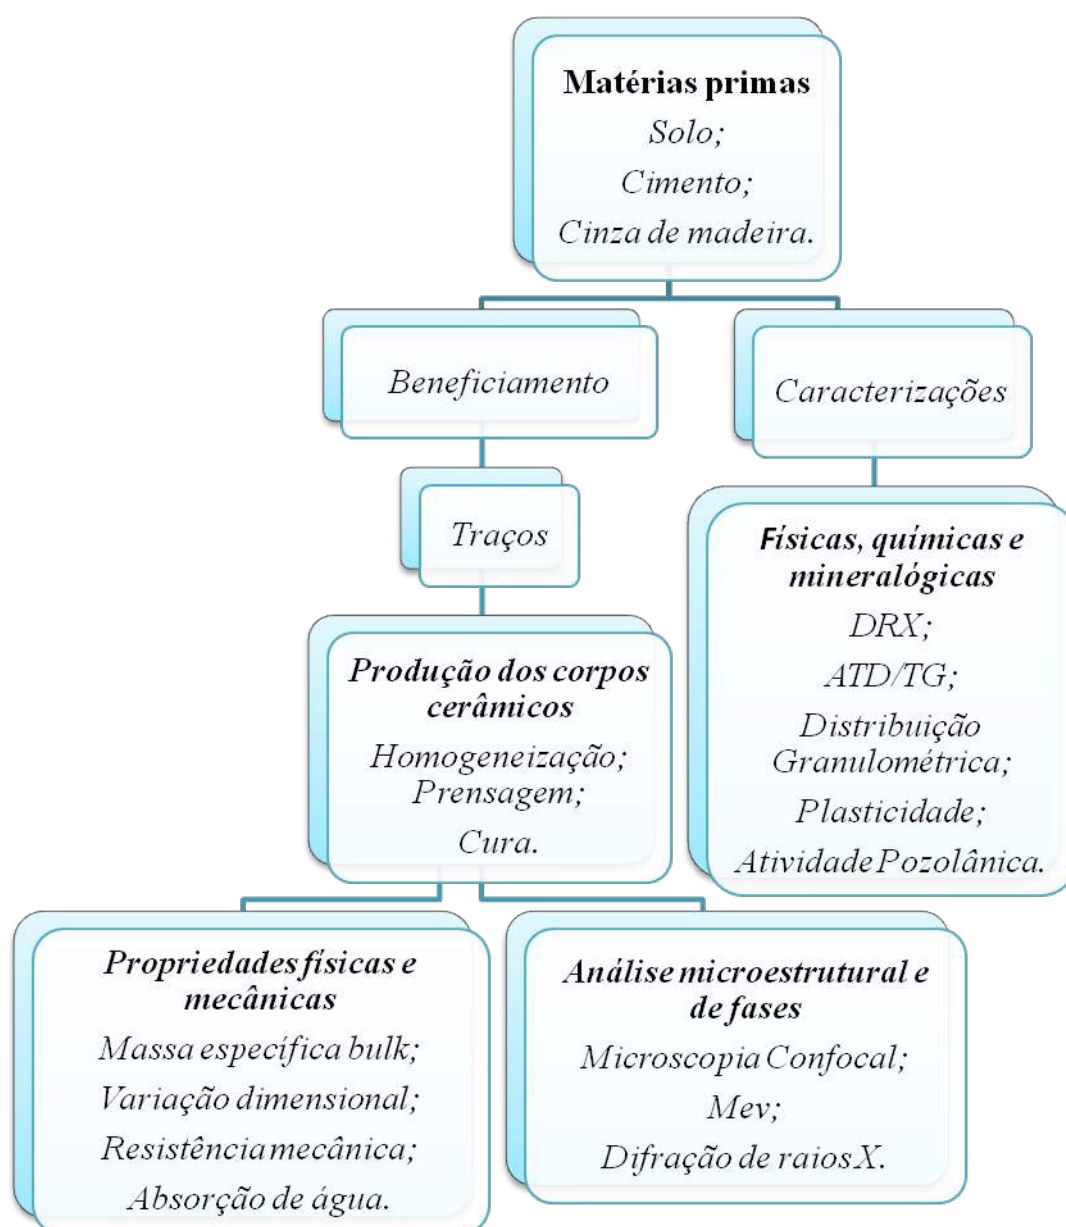 Matérias primas
Solo;
Cimento;
Cinza de madeira.
Beneficiamento
Caracterizações
Traços
Físicas, químicas e
mineralógicas
DRX;
ATD/TG;
Distribuição
Granulométrica;
Plasticidade;
Atividade Pozolânica.
Produção dos corpos
cerâmicos
Homogeneização;
Prensagem;
Cura.
Propriedades físicas e
mecânicas
Massa específica bulk;
Variação dimensional;
Resistência mecânica;
Absorção de água.
Análise microestrutural e
de fases
Microscopia Confocal;
Mev;
Difração de raios X.